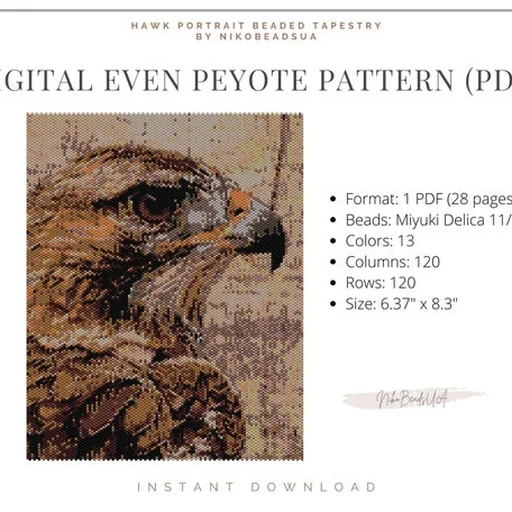 HAWK PORTRAIT BEADED TAPESTRY
BY NIKOBEADSUA
IGITAL EVEN PEYOTE PATTERN (PD
Format: 1 PDF (28 pages
Beads: Miyuki Delica 11/
Colors: 13
Columns: 120
Rows: 120
Size: 6.37" x 8.3"
NikoBeadsUA
INSTANT DOWNLOAD